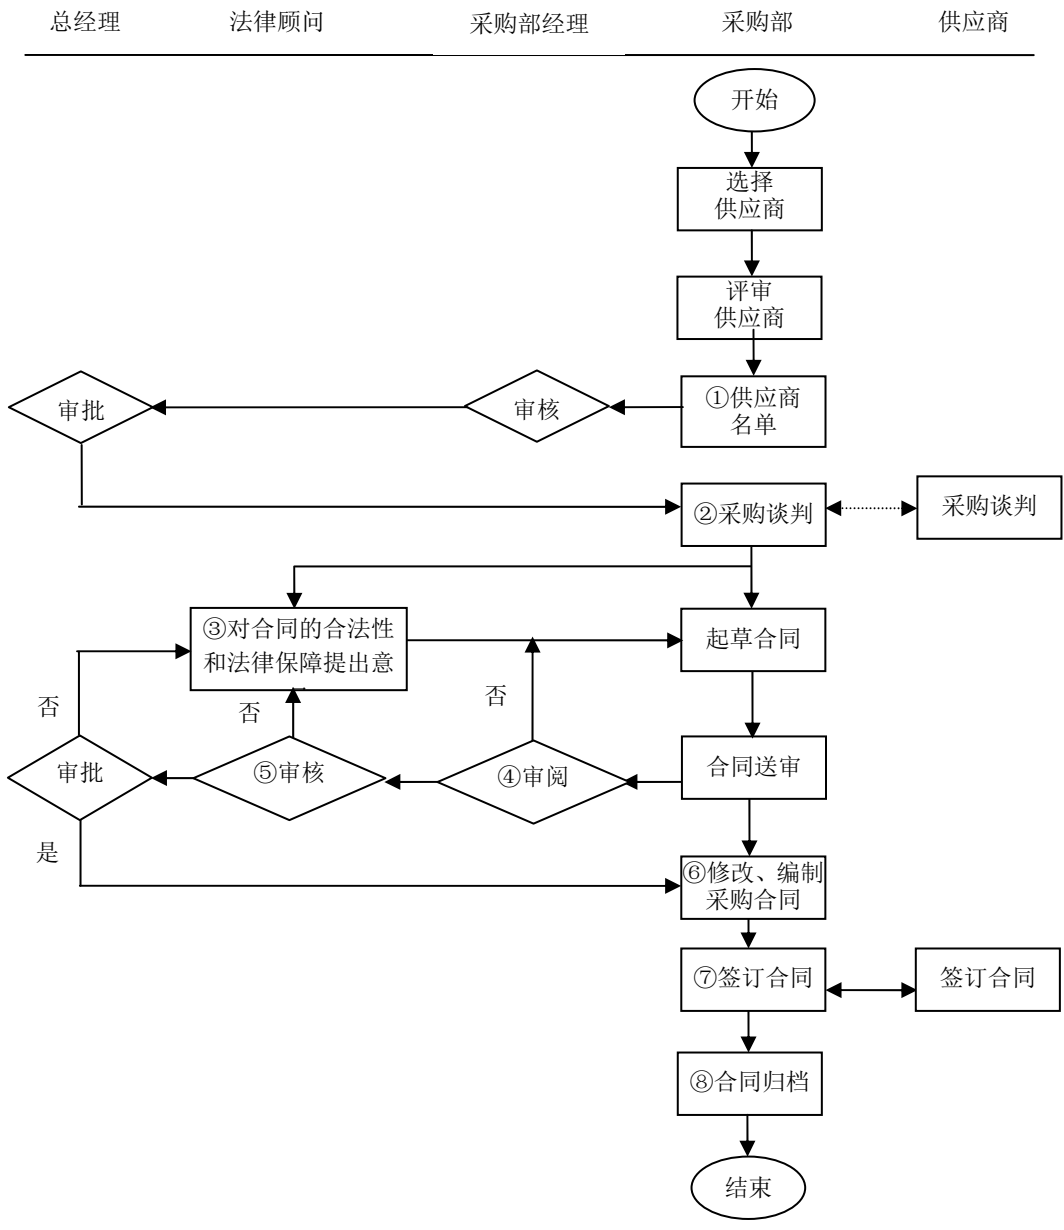 总经理
法律顾问
采购部经理
采购部
供应商
开始
选择
供应商
评审
供应商
①供应商
名单
审核
审批
②采购谈判
采购谈判
③对合同的合法性
和法律保障提出意
起草合同
否
否
否
审批
⑤审核
④审阅
合同送审
是
⑥修改、编制
采购合同
⑦签订合同
签订合同
⑧合同归档
结束